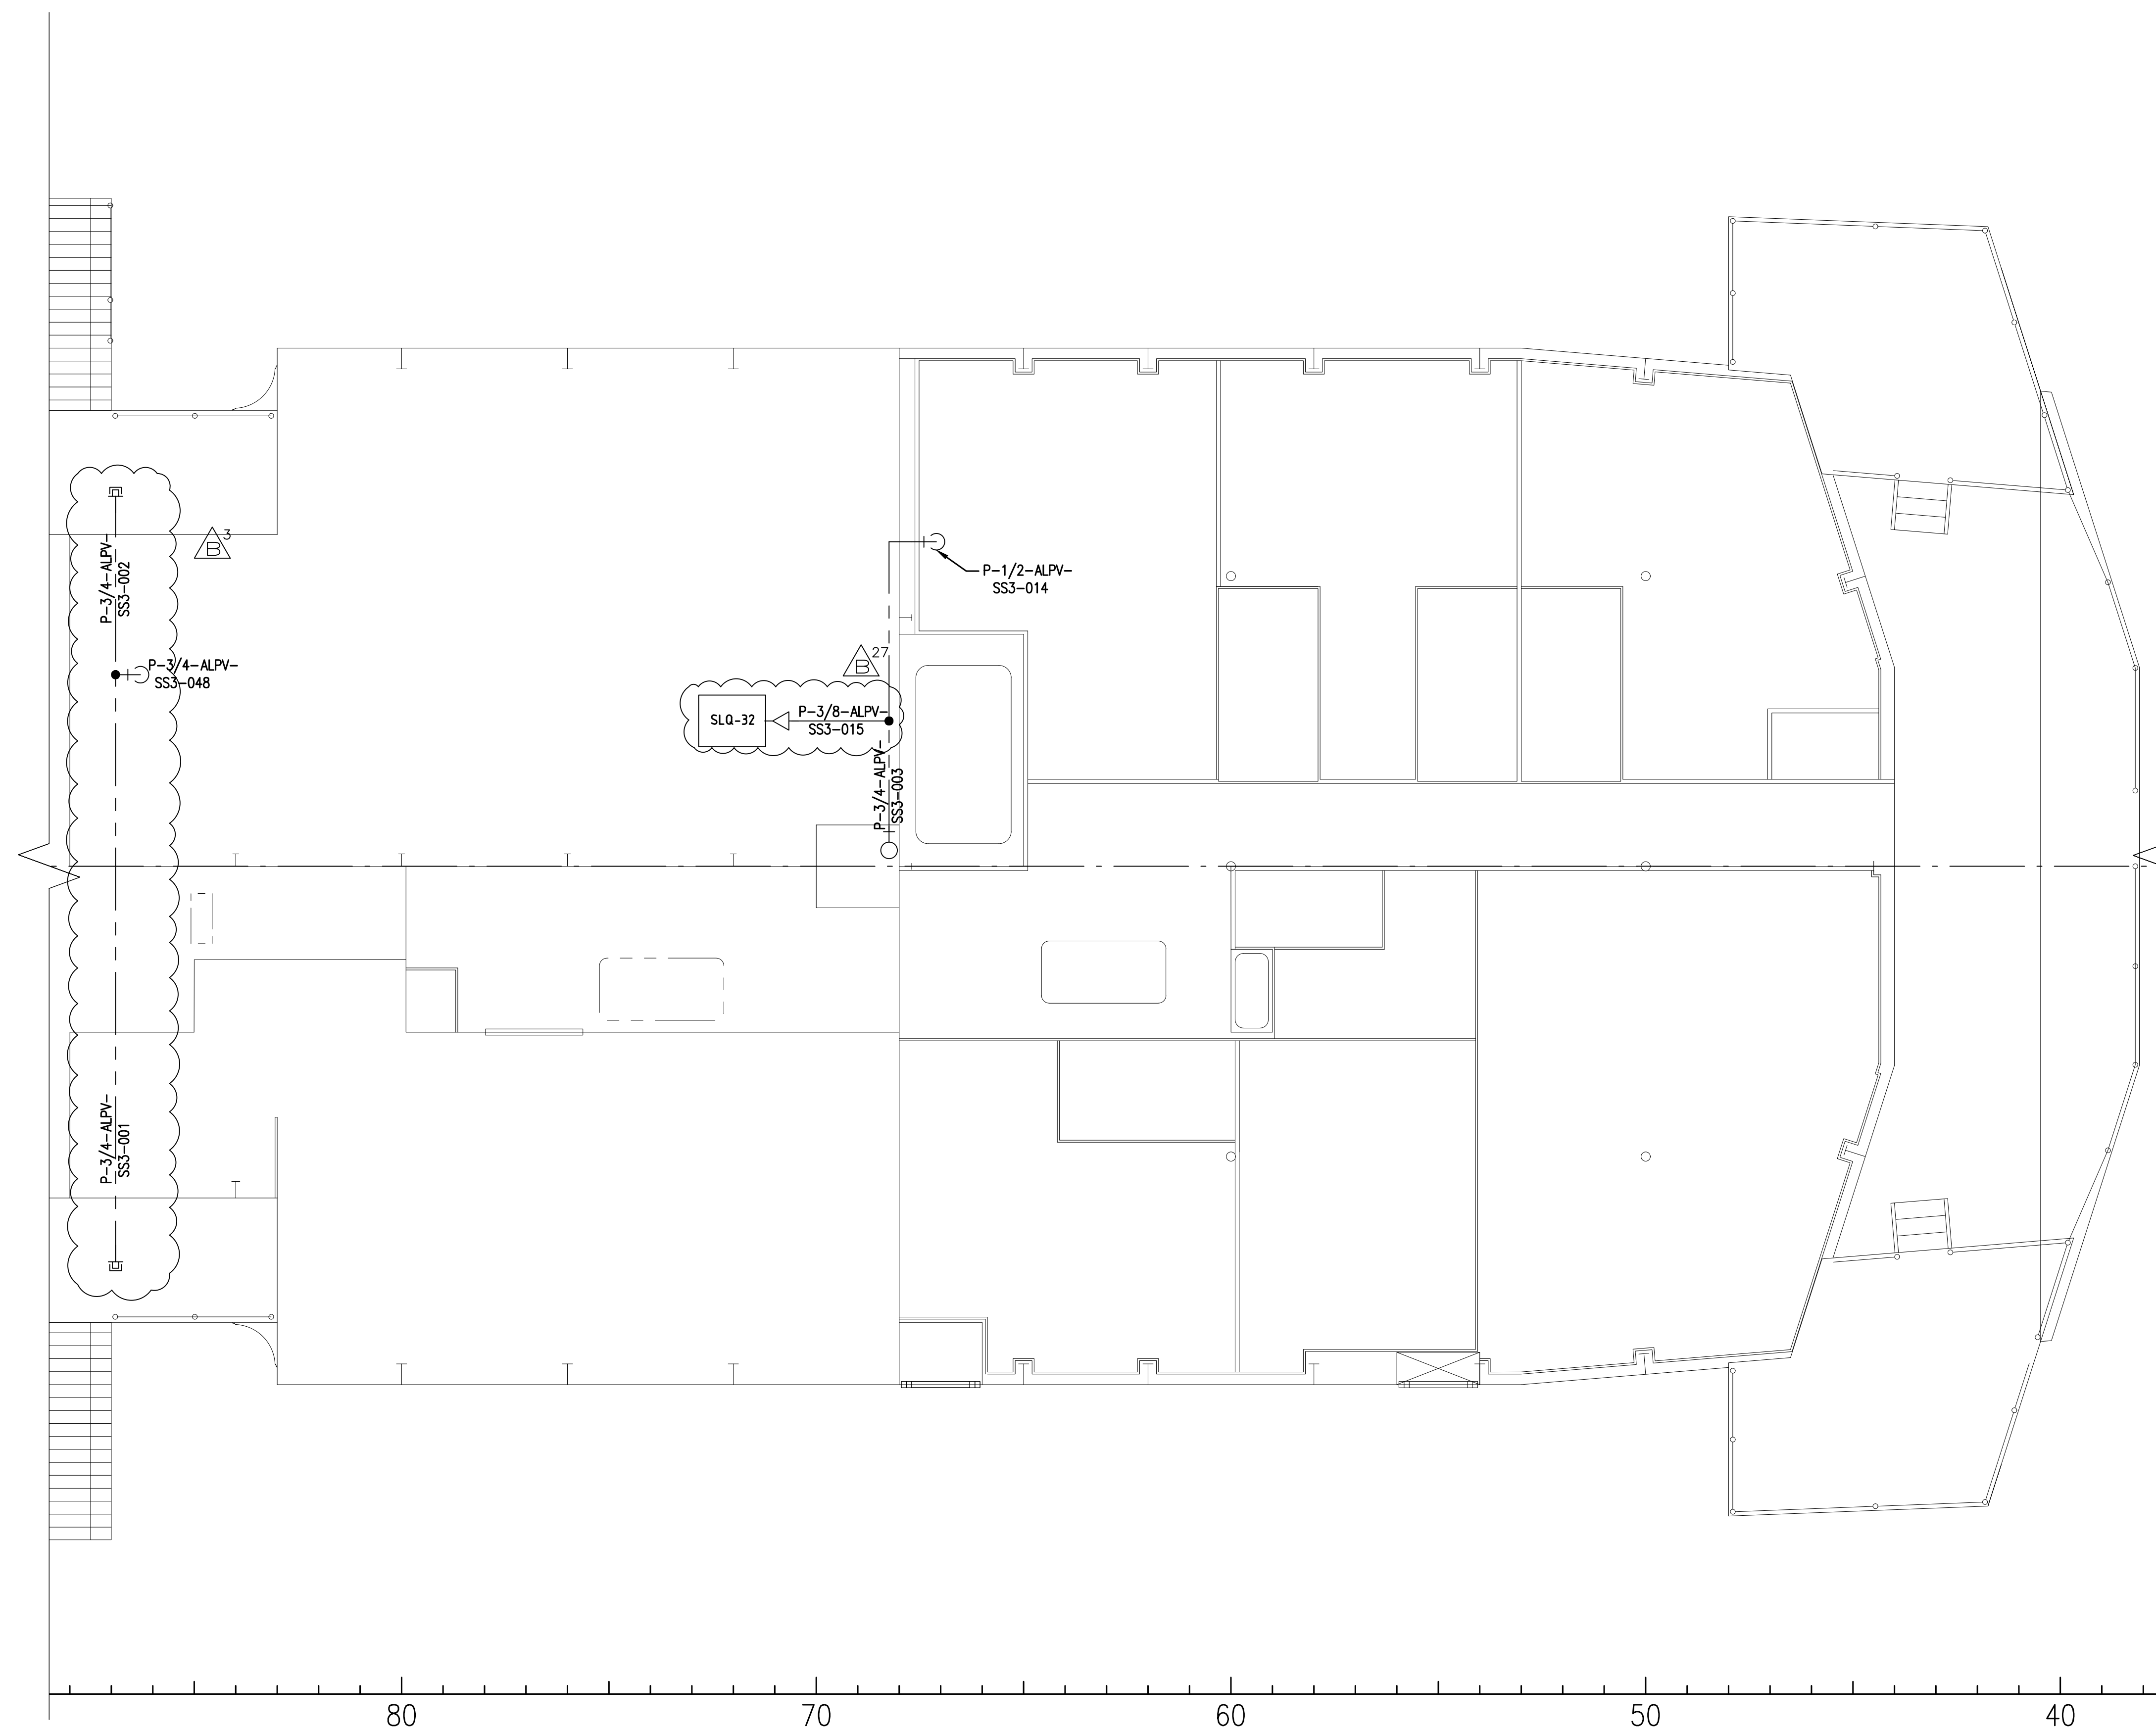 3
B
P-3/4-ALPV-
SS3-002
P-1/2-ALPV-
SS3-014
P-3/4-ALPV-
SS3-048
27
B
SLQ-32
P-3/8-ALPV-
SS3-015
P-3/4-ALPV-
SS3-003
P-3/4-ALPV-
SS3-001
80 70 60 50 40